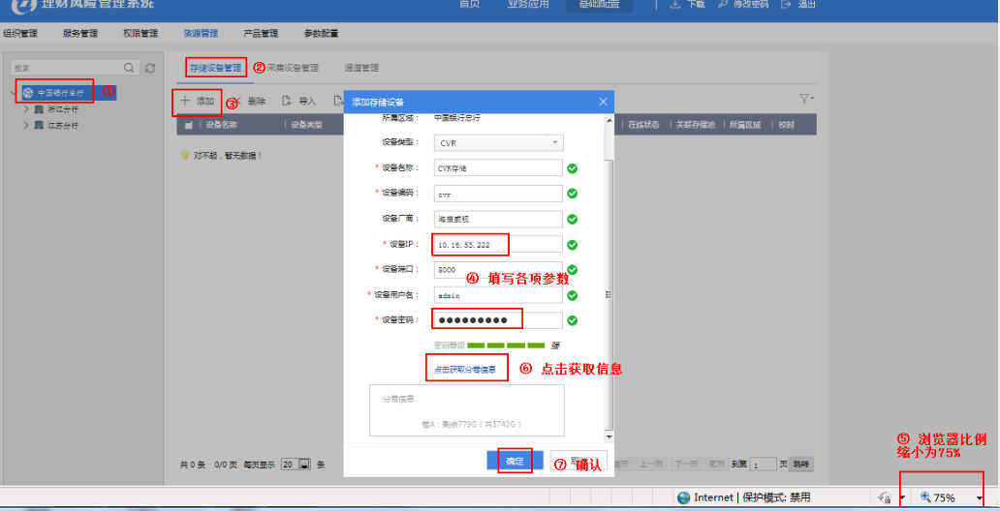 理财风险管理系统
首页 业务应用 基础配置 下载 修改密码 退出
组织管理 服务管理 权限管理 资源管理 产品管理 参数配置
搜索
存储设备管理 ② 采集设备管理 通道管理
中国银行总行 ①
浙江分行
江苏分行
添加 ③ 删除 导入
设备名称 设备类型 在线状态 关联存储池 所属区域 校时
对不起，暂无数据！
添加存储设备
所属区域： 中国银行总行
设备类型： CVR
* 设备名称： CVR存储
* 设备编码： cvr
设备厂商： 海康威视
* 设备IP： 10.16.53.222
* 设备端口： 8000
④ 填写各项参数
* 设备用户名： admin
* 设备密码： ●●●●●●●●●
密码等级 强
点击获取分卷信息 ⑥ 点击获取信息
分卷信息
卷A：剩余779G（共1742G）
确定 ⑦ 确认
共 0 条 0/0 页 每页显示 20 条 上一页 下一页 尾页 到第 1 页 跳转
⑤ 浏览器比例
缩小为75%
Internet | 保护模式: 禁用 75%